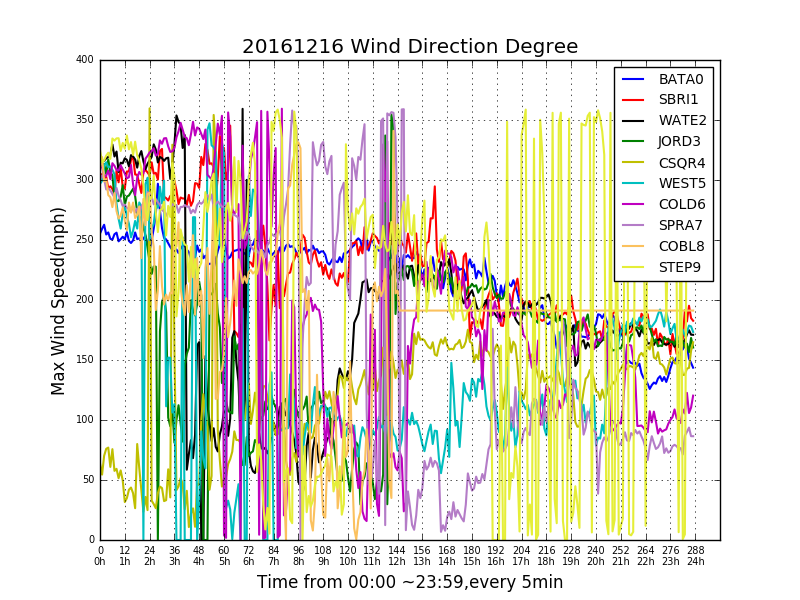 20161216 Wind Direction Degree
Max Wind Speed(mph)
400
350
300
250
200
150
100
50
0
BATA0
SBRI1
WATE2
JORD3
CSQR4
WEST5
COLD6
SPRA7
COBL8
STEP9
0 12 24 36 48 60 72 84 96 108 120 132 144 156 168 180 192 204 216 228 240 252 264 276 288
0h 1h 2h 3h 4h 5h 6h 7h 8h 9h 10h 11h 12h 13h 14h 15h 16h 17h 18h 19h 20h 21h 22h 23h 24h
Time from 00:00 ~23:59,every 5min